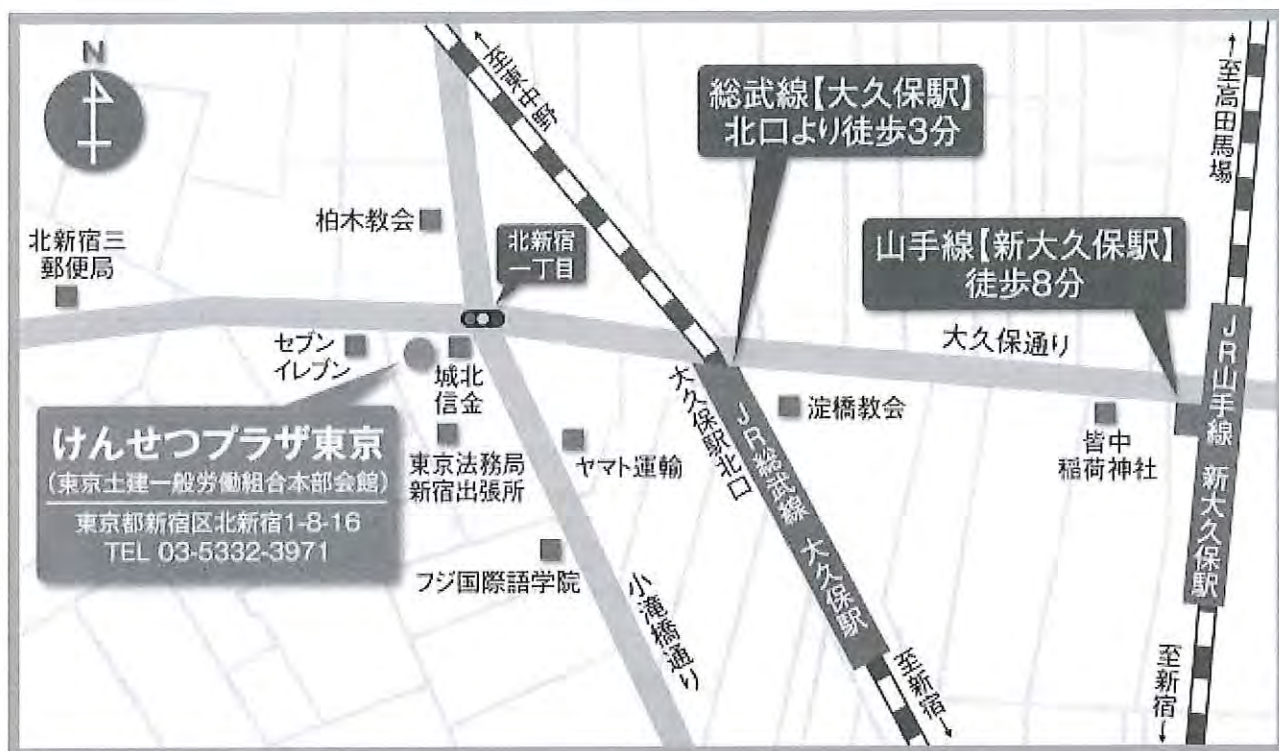 N
←至東中野
総武線【大久保駅】
北口より徒歩3分
←至高田馬場
柏木教会
北新宿
一丁目
北新宿三
郵便局
山手線【新大久保駅】
徒歩8分
大久保通り
セブン
イレブン
城北
信金
けんせつプラザ東京
(東京土建一般労働組合本部会館)
東京都新宿区北新宿1-8-16
TEL 03-5332-3971
東京法務局
新宿出張所
ヤマト運輸
大久保駅北口
JR総武線 大久保駅
淀橋教会
皆中
稲荷神社
JR山手線 新大久保駅
フジ国際語学院
小滝橋通り
至新宿→
至新宿→